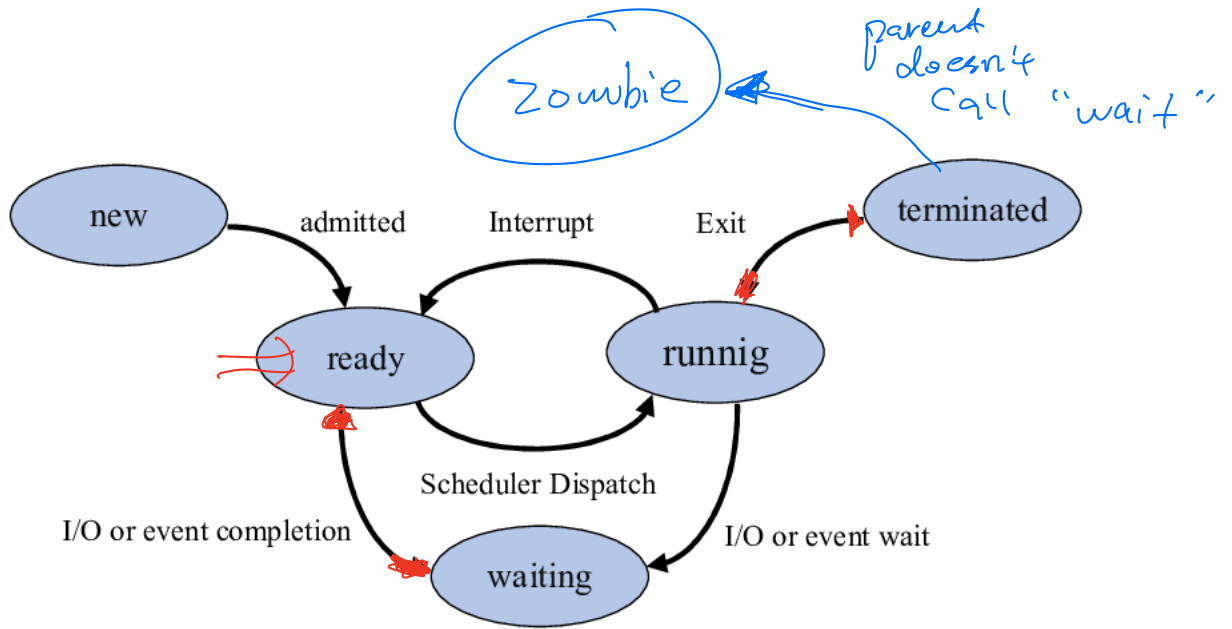 parent
doesn't
call "wait"
zombie
new
admitted
Interrupt
Exit
terminated
ready
runnig
Scheduler Dispatch
I/O or event completion
I/O or event wait
waiting